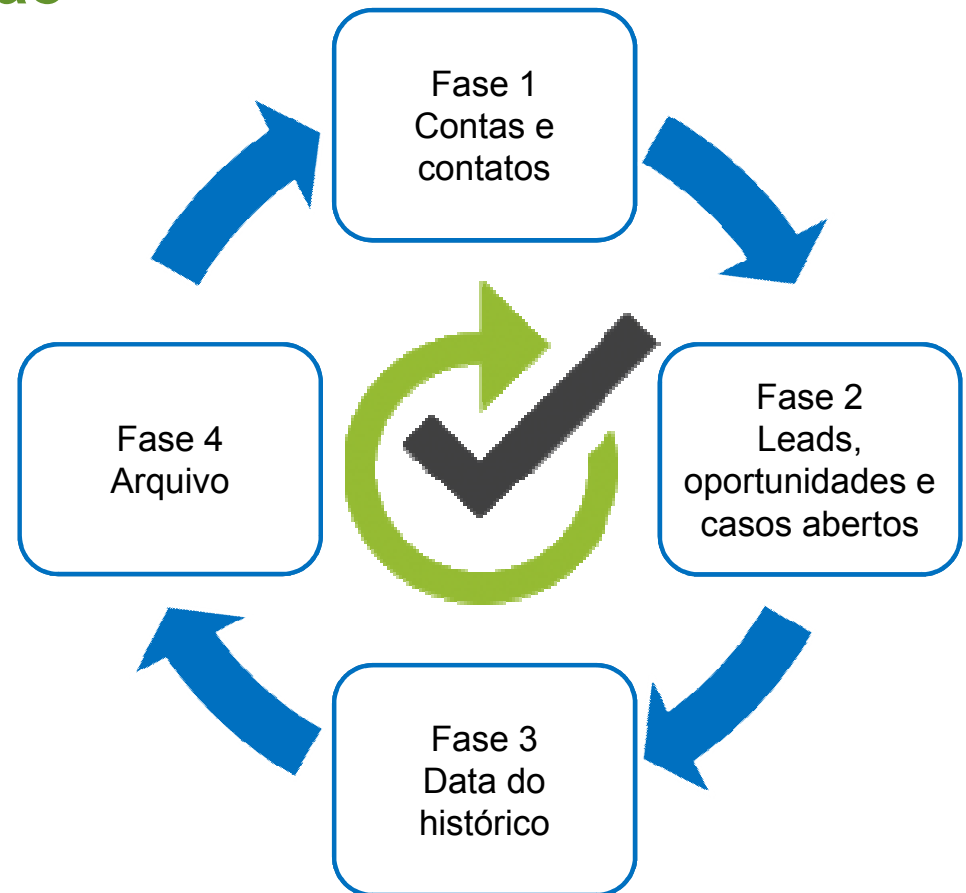 Fase 1
Contas e
contatos
Fase 2
Leads,
oportunidades e
casos abertos
Fase 3
Data do
histórico
Fase 4
Arquivo